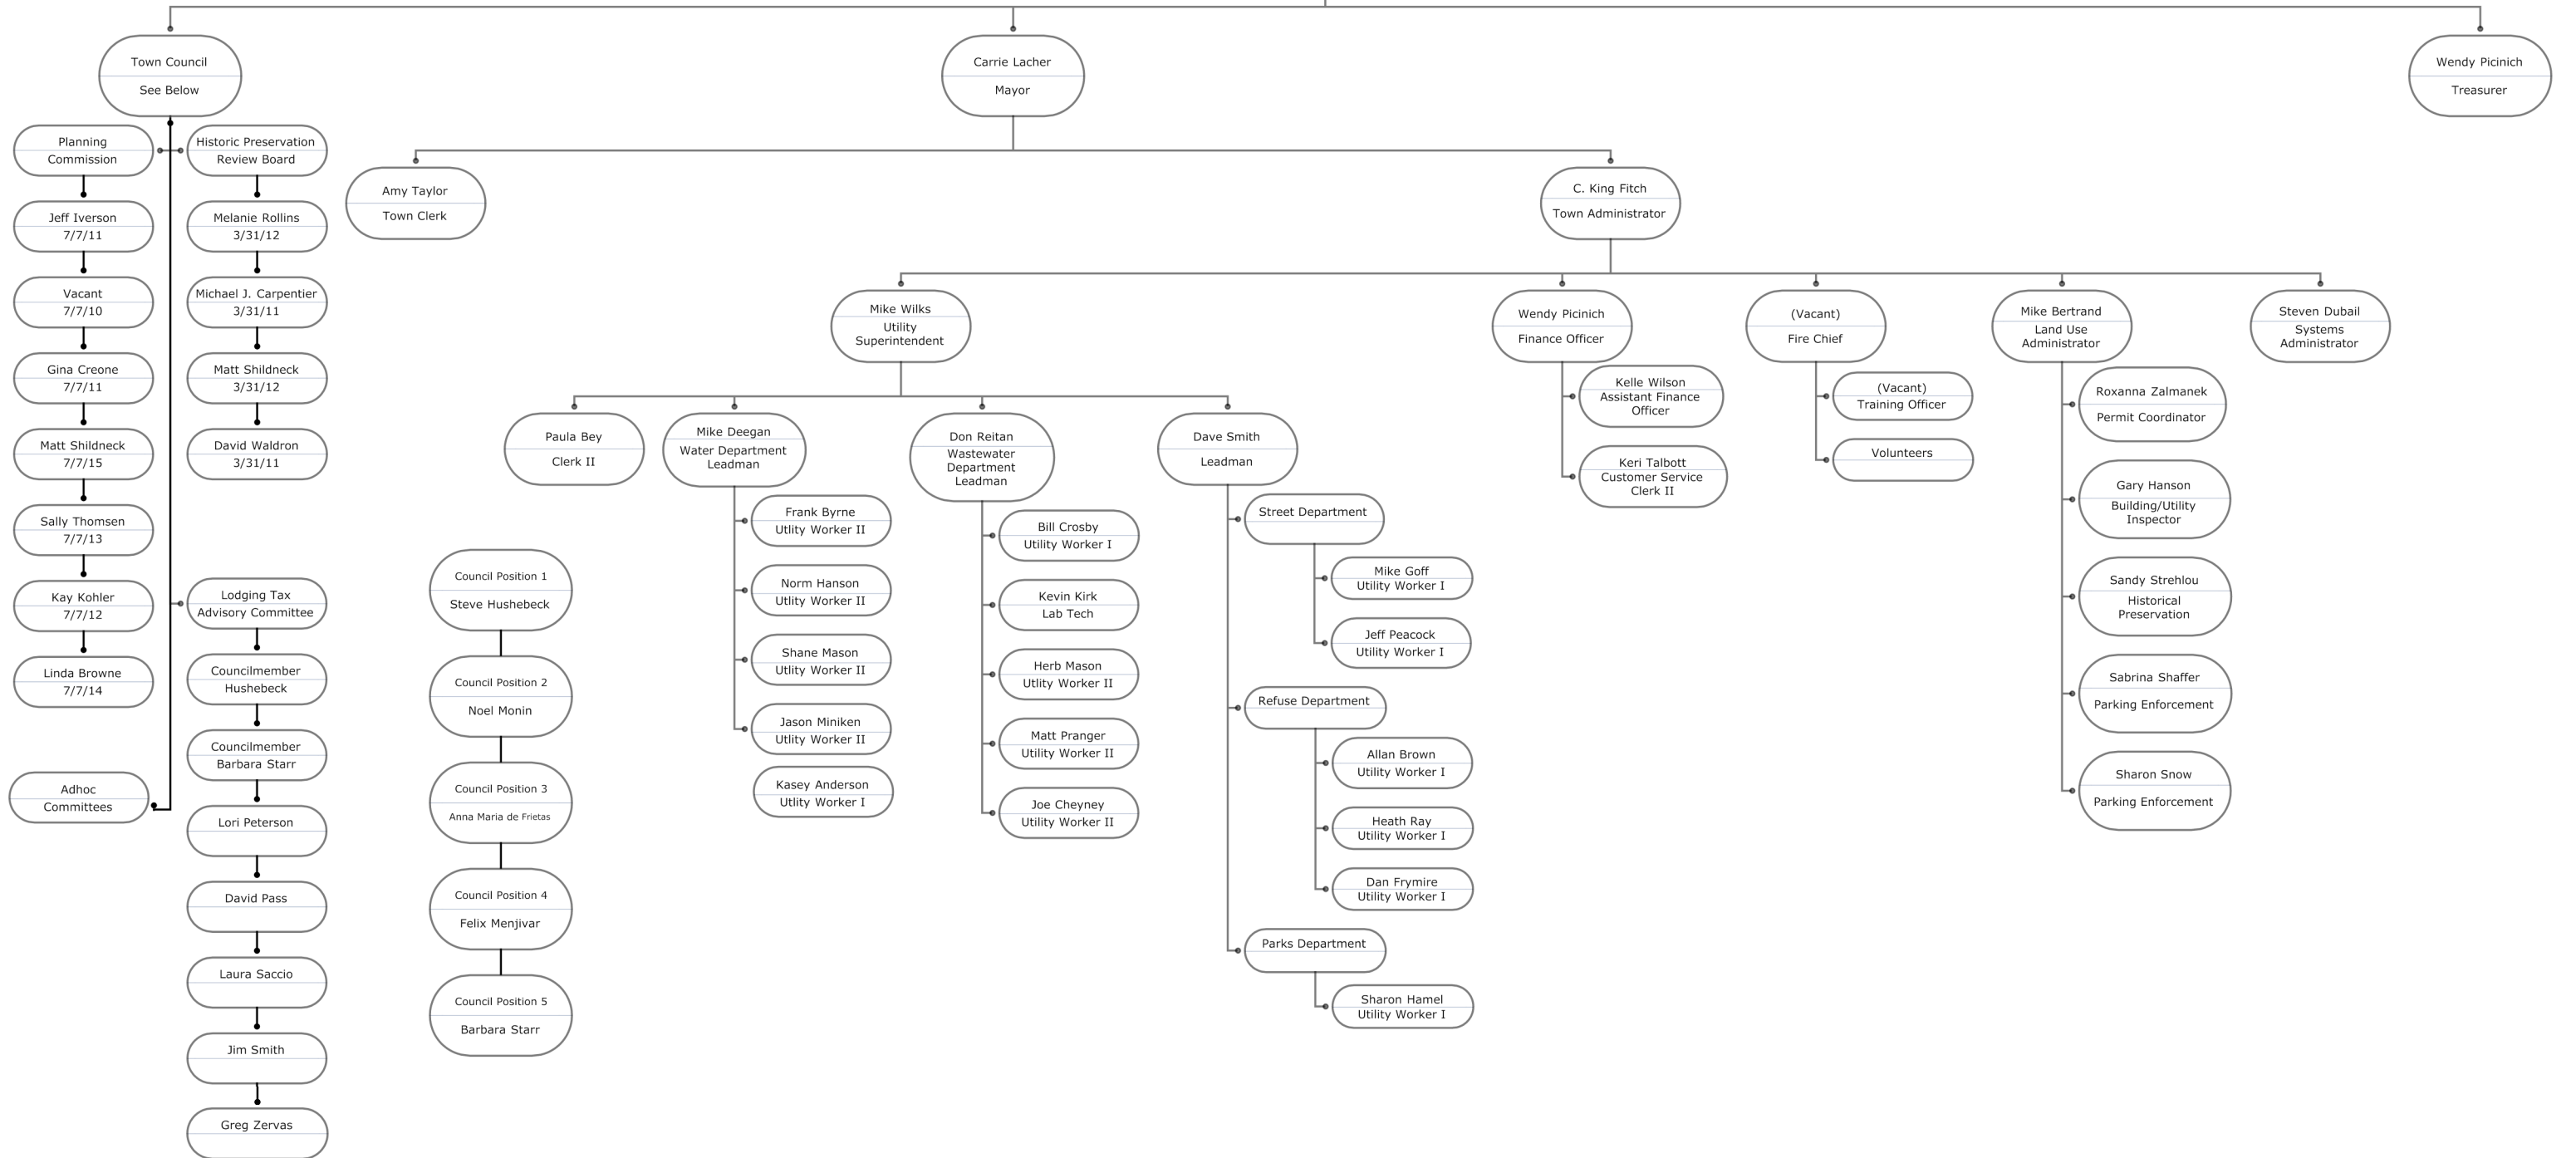 Town Council
See Below
Carrie Lacher
Mayor
Wendy Picinich
Treasurer
Planning
Commission
Jeff Iverson
7/7/11
Vacant
7/7/10
Gina Creone
7/7/11
Matt Shildneck
7/7/15
Sally Thomsen
7/7/13
Kay Kohler
7/7/12
Linda Browne
7/7/14
Adhoc
Committees
Historic Preservation
Review Board
Melanie Rollins
3/31/12
Michael J. Carpentier
3/31/11
Matt Shildneck
3/31/12
David Waldron
3/31/11
Lodging Tax
Advisory Committee
Councilmember
Hushebeck
Councilmember
Barbara Starr
Lori Peterson
David Pass
Laura Saccio
Jim Smith
Greg Zervas
Amy Taylor
Town Clerk
C. King Fitch
Town Administrator
Council Position 1
Steve Hushebeck
Council Position 2
Noel Monin
Council Position 3
Anna Maria de Frietas
Council Position 4
Felix Menjivar
Council Position 5
Barbara Starr
Mike Wilks
Utility
Superintendent
Paula Bey
Clerk II
Mike Deegan
Water Department
Leadman
Frank Byrne
Utlity Worker II
Norm Hanson
Utlity Worker II
Shane Mason
Utlity Worker II
Jason Miniken
Utlity Worker II
Kasey Anderson
Utlity Worker I
Don Reitan
Wastewater
Department
Leadman
Bill Crosby
Utility Worker I
Kevin Kirk
Lab Tech
Herb Mason
Utlity Worker II
Matt Pranger
Utility Worker II
Joe Cheyney
Utility Worker II
Dave Smith
Leadman
Street Department
Mike Goff
Utility Worker I
Jeff Peacock
Utility Worker I
Refuse Department
Allan Brown
Utility Worker I
Heath Ray
Utility Worker I
Dan Frymire
Utility Worker I
Parks Department
Sharon Hamel
Utility Worker I
Wendy Picinich
Finance Officer
Kelle Wilson
Assistant Finance
Officer
Keri Talbott
Customer Service
Clerk II
(Vacant)
Fire Chief
(Vacant)
Training Officer
Volunteers
Mike Bertrand
Land Use
Administrator
Roxanna Zalmanek
Permit Coordinator
Gary Hanson
Building/Utility
Inspector
Sandy Strehlou
Historical
Preservation
Sabrina Shaffer
Parking Enforcement
Sharon Snow
Parking Enforcement
Steven Dubail
Systems
Administrator